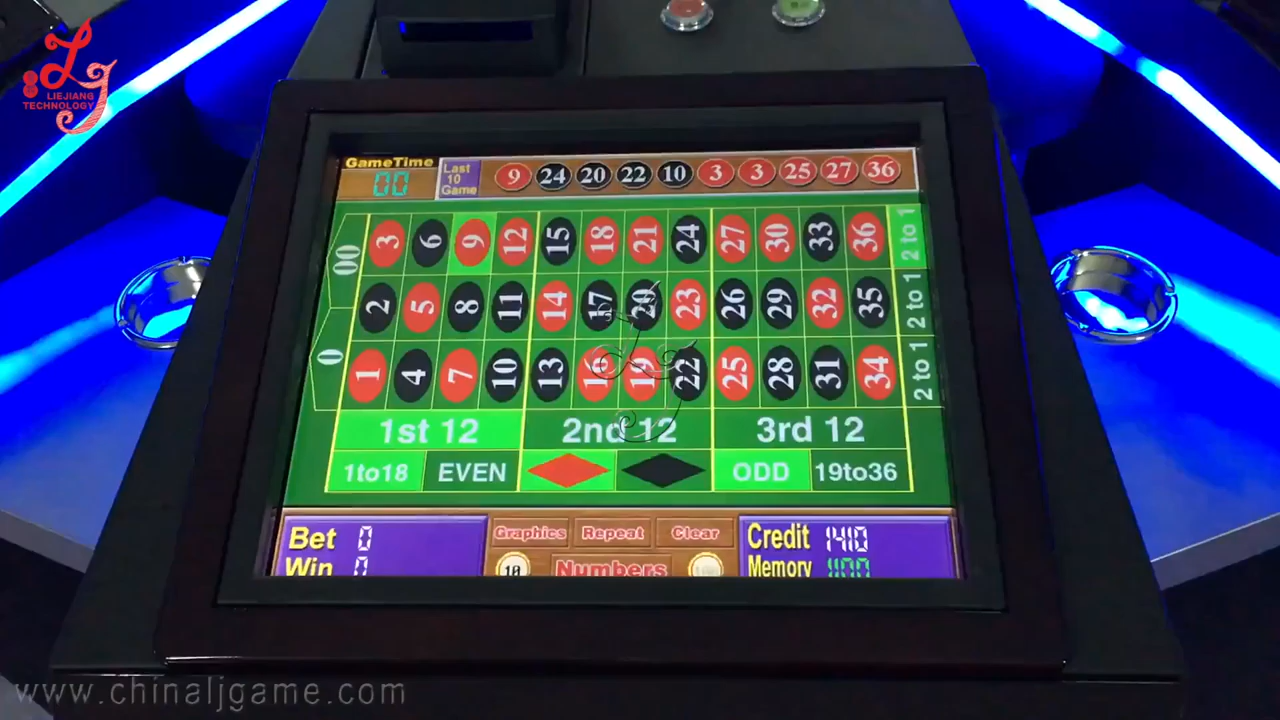 LIEJIANG
TECHNOLOGY
GameTime
00
Last
10
Game
9 24 20 22 10 3 3 25 27 36
00 3 6 9 12 15 18 21 24 27 30 33 36 2 to 1
2 5 8 11 14 17 20 23 26 29 32 35 2 to 1
0 1 4 7 10 13 16 19 22 25 28 31 34 2 to 1
1st 12 2nd 12 3rd 12
1to18 EVEN ODD 19to36
Bet 0 Graphics Repeat Clear Credit 1410
Win 0 10 Numbers Memory 1100
www.chinaljgame.com